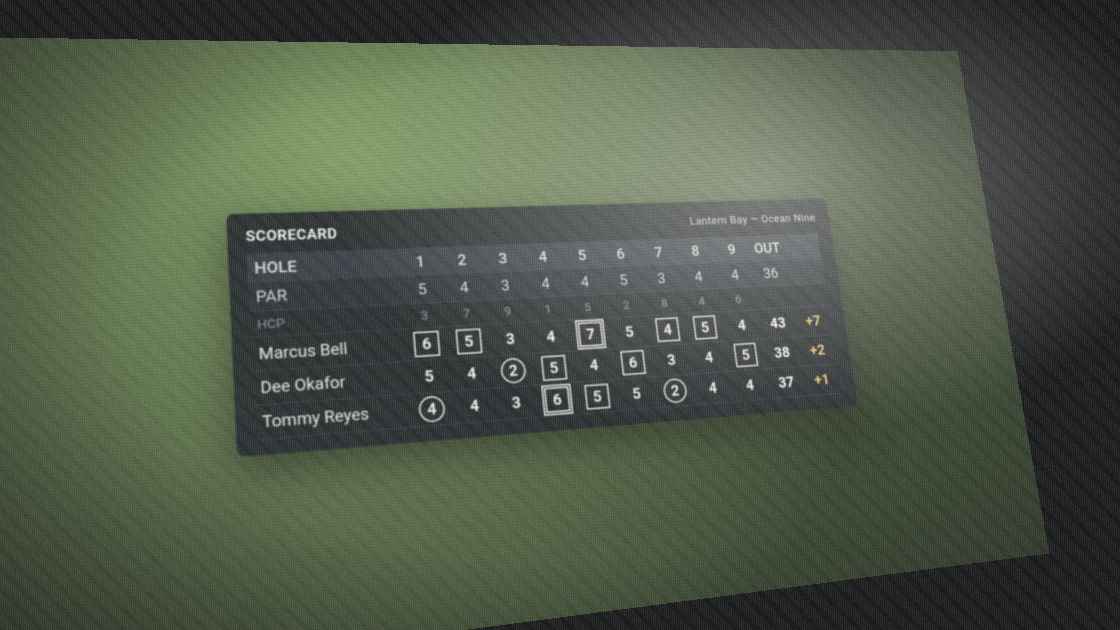 SCORECARD Lantern Bay – Ocean Nine
HOLE 1 2 3 4 5 6 7 8 9 OUT
PAR 5 4 3 4 4 5 3 4 4 36
HCP 3 7 9 1 5 2 8 4 6
Marcus Bell 6 5 3 4 7 5 4 5 4 43 +7
Dee Okafor 5 4 2 5 4 6 3 4 5 38 +2
Tommy Reyes 4 4 3 6 5 5 2 4 4 37 +1